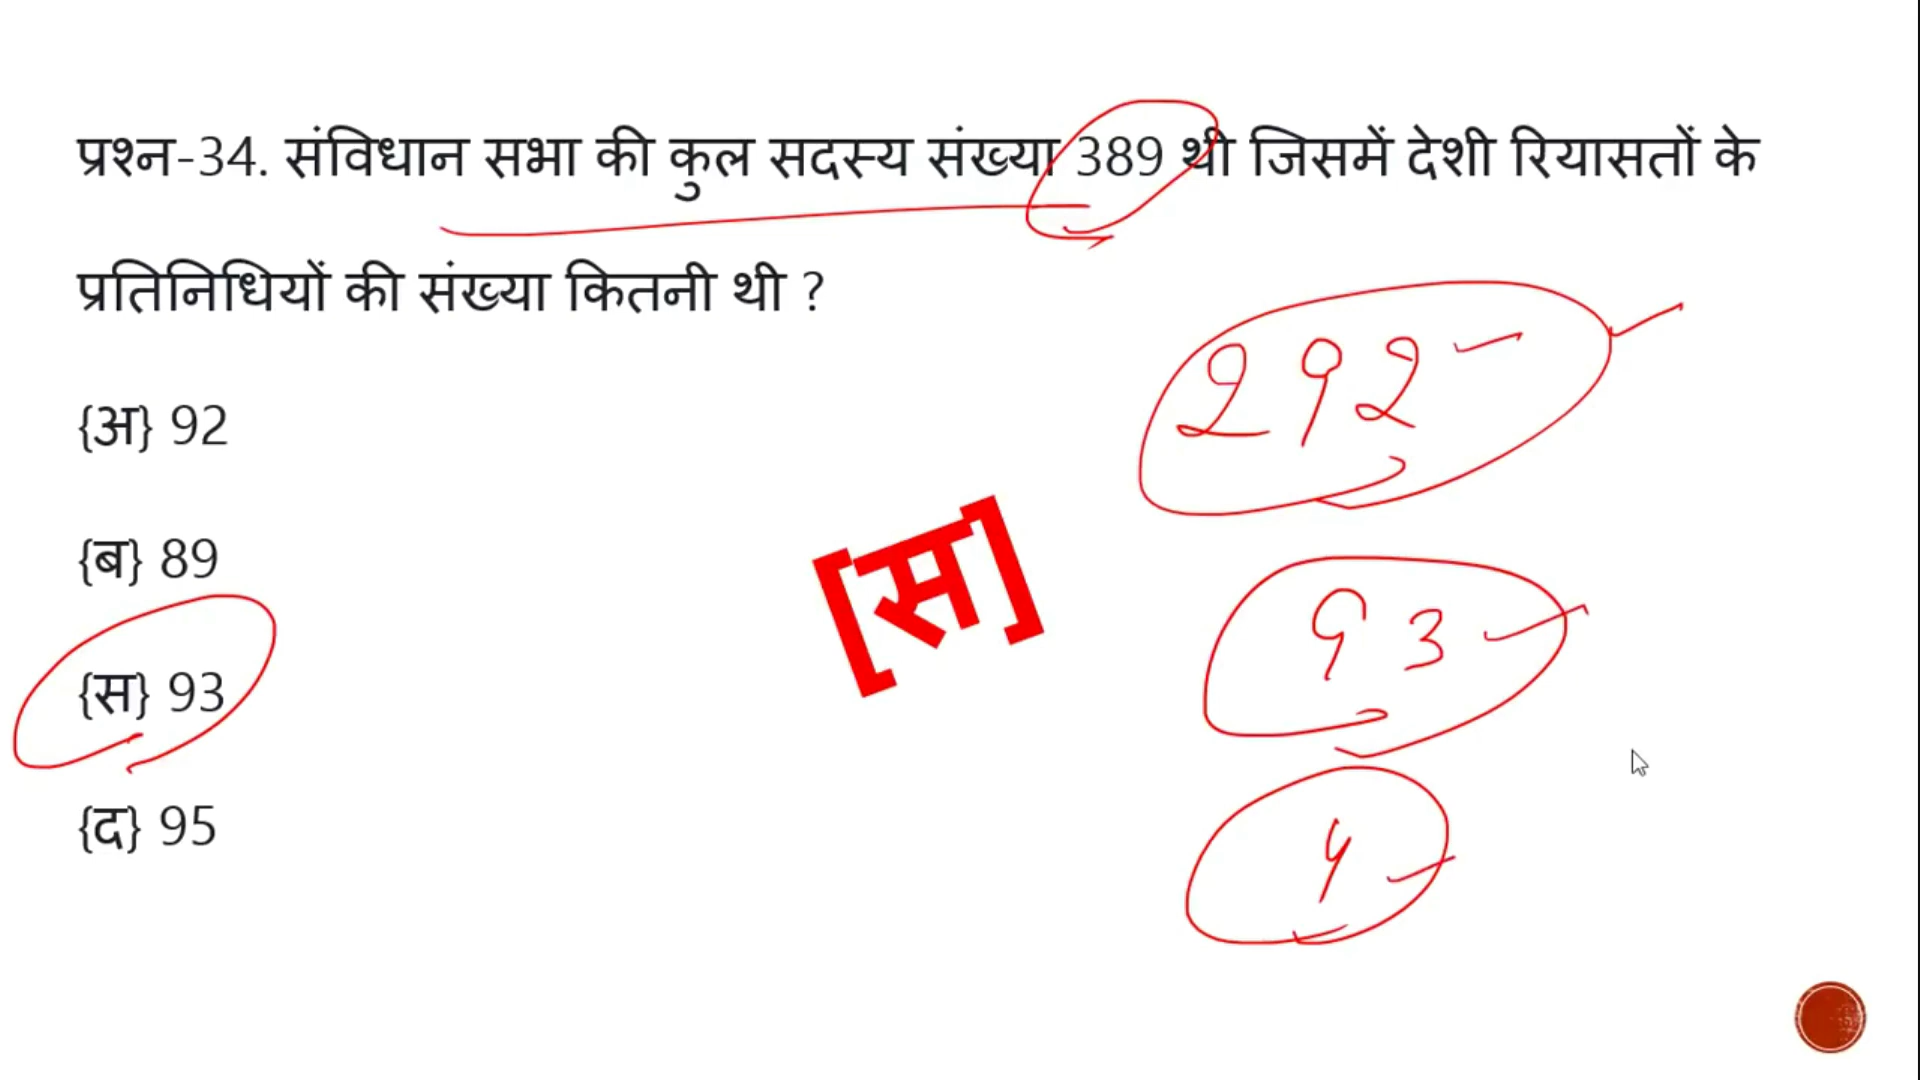 प्रश्न-34. संविधान सभा की कुल सदस्य संख्या 389 थी जिसमें देशी रियासतों के
प्रतिनिधियों की संख्या कितनी थी ?
{अ} 92
{ब} 89
{स} 93
{द} 95
[स]
292
93
4